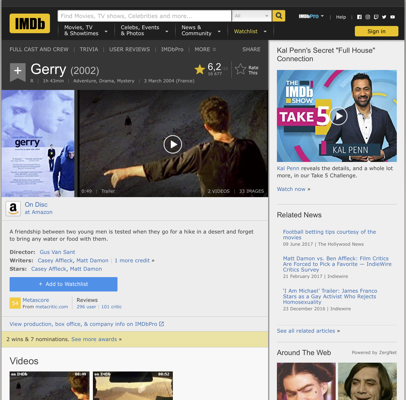 IMDb
Find Movies, TV shows, Celebrities and more...
All
IMDbPro
Help
Movies, TV & Showtimes
Celebs, Events & Photos
News & Community
Watchlist
Sign in
FULL CAST AND CREW | TRIVIA | USER REVIEWS | IMDbPro | MORE
SHARE
Gerry (2002)
6,2
Rate This
1h 43min | Adventure, Drama, Mystery | 3 March 2004 (France)
gerry
0:49 | Trailer
2 VIDEOS | 33 IMAGES
On Disc
at Amazon
A friendship between two young men is tested when they go for a hike in a desert and forget
to bring any water or food with them.
Director: Gus Van Sant
Writers: Casey Affleck, Matt Damon | 1 more credit »
Stars: Casey Affleck, Matt Damon
+ Add to Watchlist
Metascore
From metacritic.com
Reviews
296 user | 101 critic
View production, box office, & company info on IMDbPro
2 wins & 7 nominations. See more awards »
Videos
Kal Penn's Secret "Full House"
Connection
THE IMDb SHOW
TAKE 5
KAL PENN
Kal Penn reveals the details, and a whole lot
more, in our Take 5 Challenge.
Watch now »
Related News
Football betting tips courtesy of the
movies
09 June 2017 | The Hollywood News
Matt Damon vs. Ben Affleck: Film Critics
Are Forced to Pick a Favorite — IndieWire
Critics Survey
21 February 2017 | Indiewire
'I Am Michael' Trailer: James Franco
Stars as a Gay Activist Who Rejects
Homosexuality
23 December 2016 | Indiewire
See all related articles »
Around The Web
Powered by ZergNet